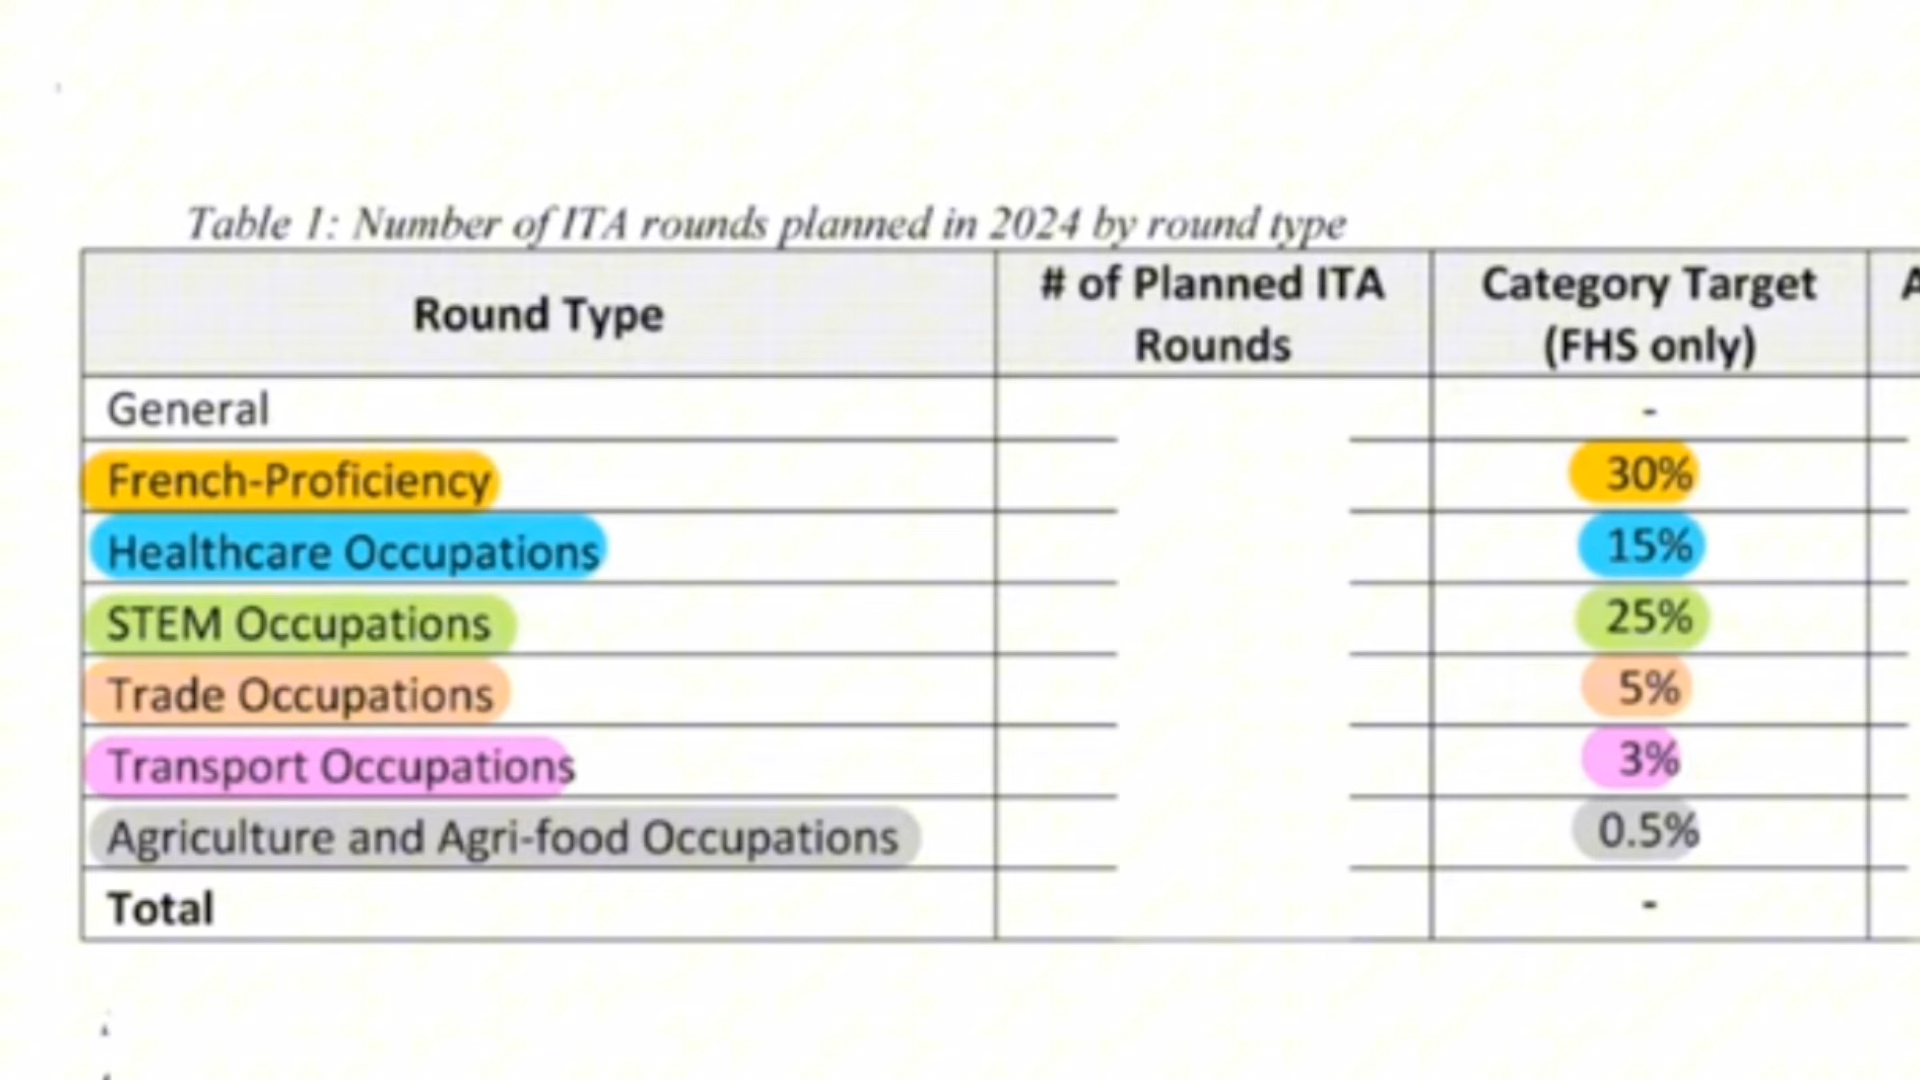 Table 1: Number of ITA rounds planned in 2024 by round type
Round Type
# of Planned ITA
Rounds
Category Target
(FHS only)
A
General
-
French-Proficiency
30%
Healthcare Occupations
15%
STEM Occupations
25%
Trade Occupations
5%
Transport Occupations
3%
Agriculture and Agri-food Occupations
0.5%
Total
-